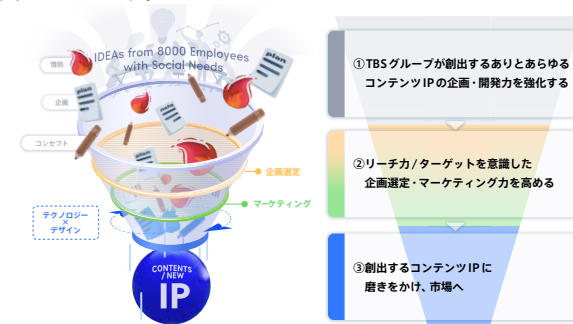 IDEAs from 8000 Employees
with Social Needs
情熱
企画
コンセプト
plan
plan
企画選定
マーケティング
テクノロジー
×
デザイン
CONTENTS
/NEW
IP
①TBSグループが創出するありとあらゆる
コンテンツIPの企画・開発力を強化する
②リーチ力/ターゲットを意識した
企画選定・マーケティング力を高める
③創出するコンテンツIPに
磨きをかけ、市場へ